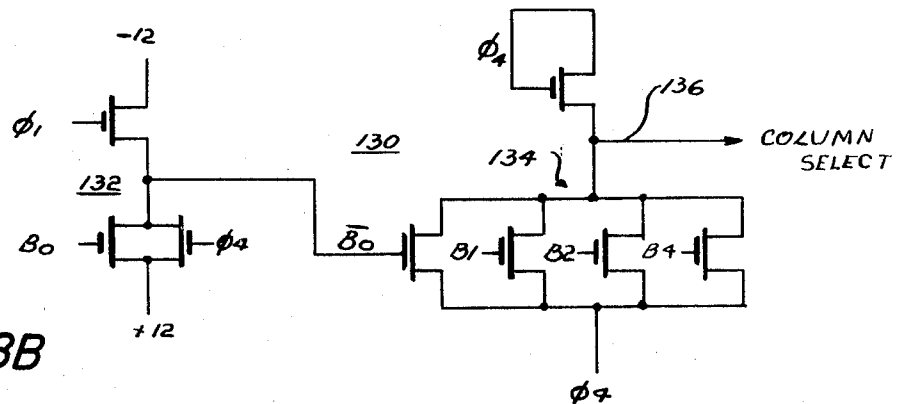 -12
ϕ4
136
ϕ1
130
COLUMN
SELECT
134
132
B0
ϕ4
B̅0
B1
B2
B4
+12
3B
ϕ4